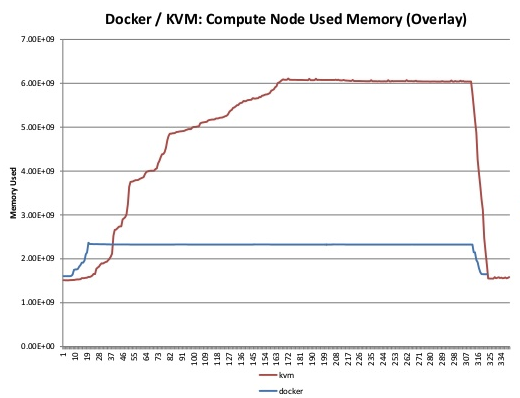 Docker / KVM: Compute Node Used Memory (Overlay)
7.00E+09
6.00E+09
5.00E+09
4.00E+09
3.00E+09
2.00E+09
1.00E+09
0.00E+00
Memory Used
1 10 19 28 37 46 55 64 73 82 91 100 109 118 127 136 145 154 163 172 181 190 199 208 217 226 235 244 253 262 271 280 289 298 307 316 325 334
kvm
docker